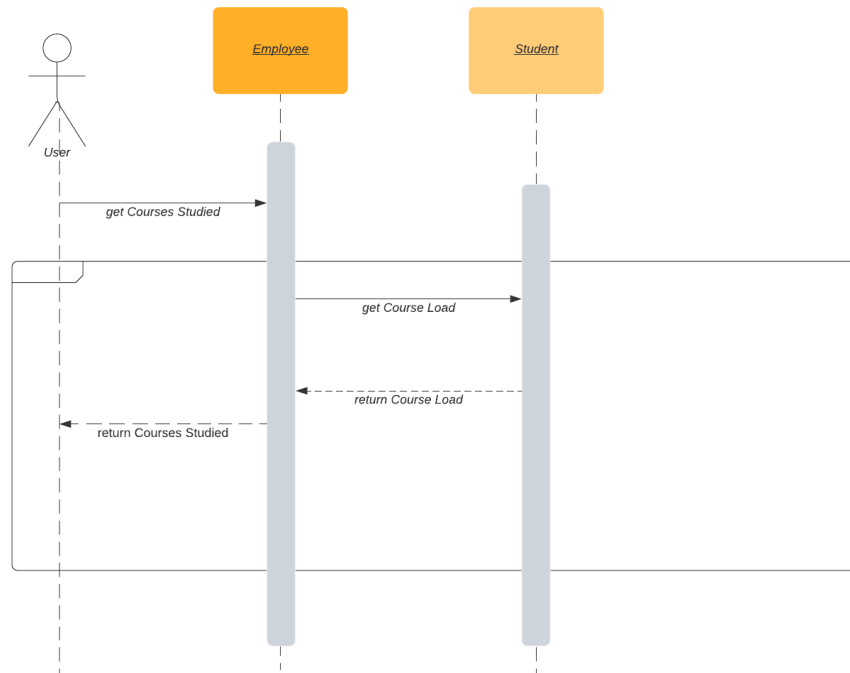 Employee
Student
User
get Courses Studied
get Course Load
return Course Load
return Courses Studied